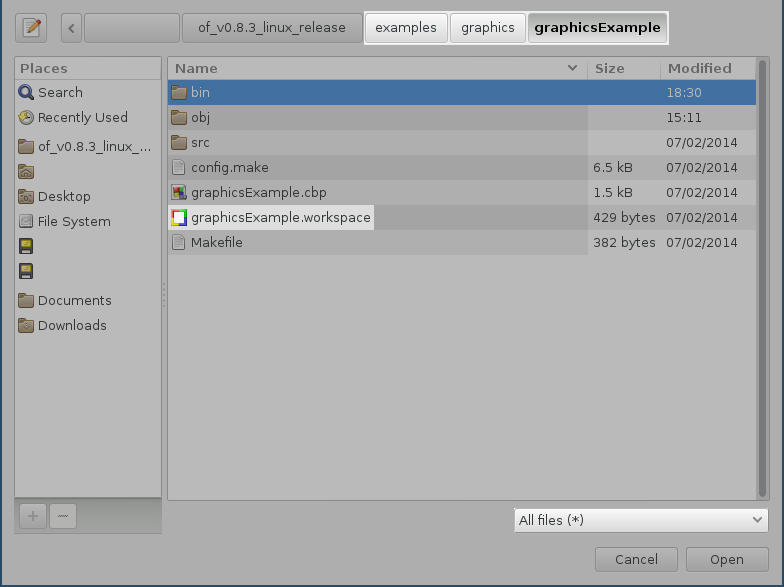 of_v0.8.3_linux_release examples graphics graphicsExample
Places
Search
Recently Used
of_v0.8.3_linux_...
Desktop
File System
Documents
Downloads
Name Size Modified
bin 18:30
obj 15:11
src 07/02/2014
config.make 6.5 kB 07/02/2014
graphicsExample.cbp 1.5 kB 07/02/2014
graphicsExample.workspace 429 bytes 07/02/2014
Makefile 382 bytes 07/02/2014
All files (*)
Cancel Open